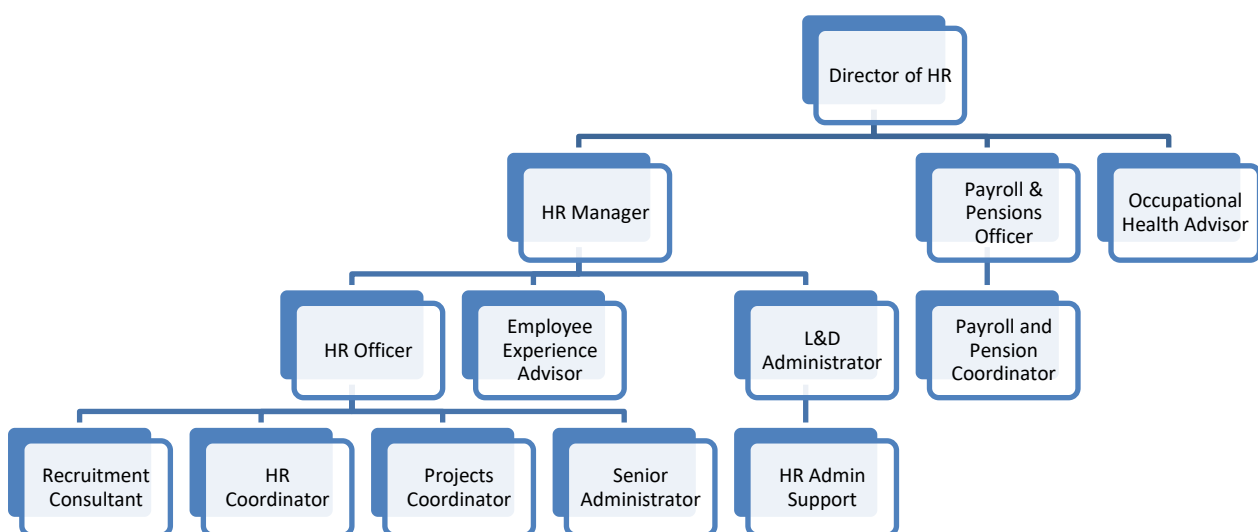 Director of HR
HR Manager
Payroll &
Pensions
Officer
Occupational
Health Advisor
HR Officer
Employee
Experience
Advisor
L&D
Administrator
Payroll and
Pension
Coordinator
Recruitment
Consultant
HR
Coordinator
Projects
Coordinator
Senior
Administrator
HR Admin
Support